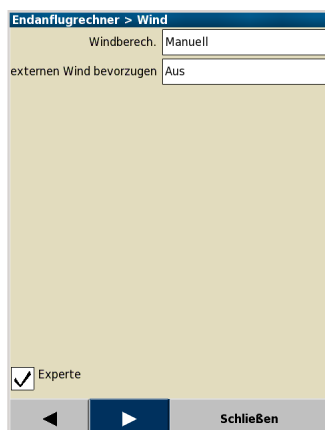 Endanflugrechner > Wind
Windberech. Manuell
externen Wind bevorzugen Aus
Experte
Schließen